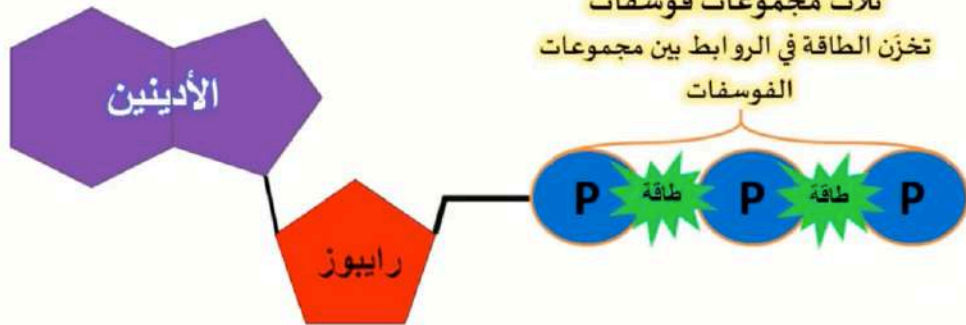 ثلاث مجموعات فوسفات
تخزَن الطاقة في الروابط بين مجموعات
الفوسفات
الأدينين
P
طاقة
P
طاقة
P
رايبوز